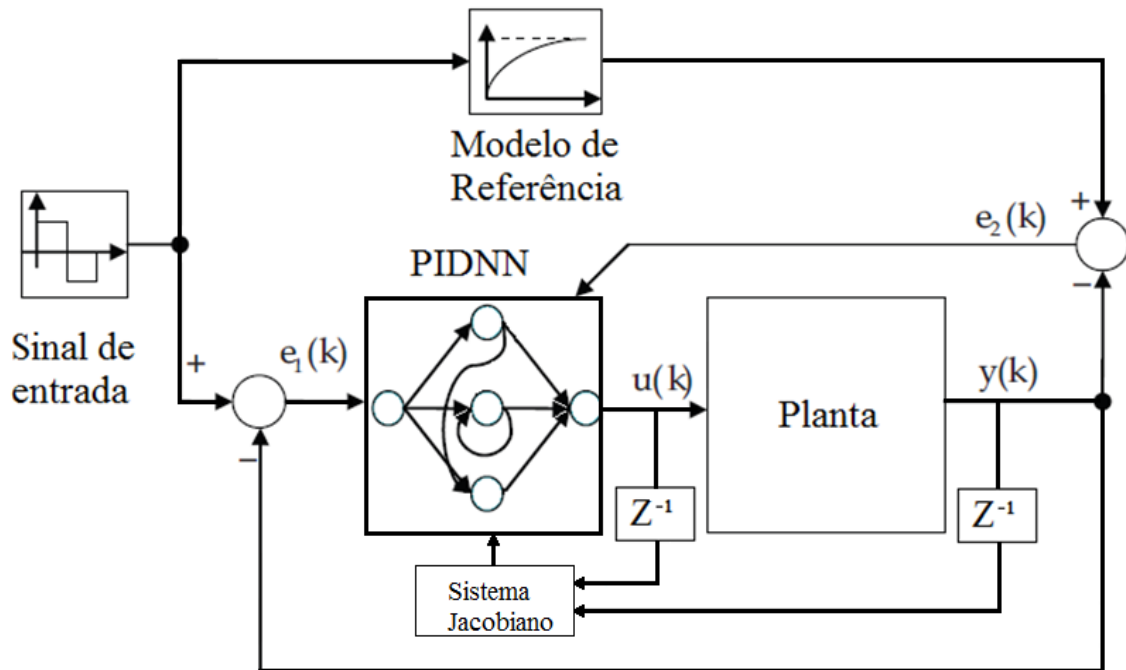 Modelo de
Referência
+
e₂(k)
−
PIDNN
Sinal de
entrada
+
e₁(k)
−
u(k)
Planta
y(k)
Z⁻¹
Z⁻¹
Sistema
Jacobiano